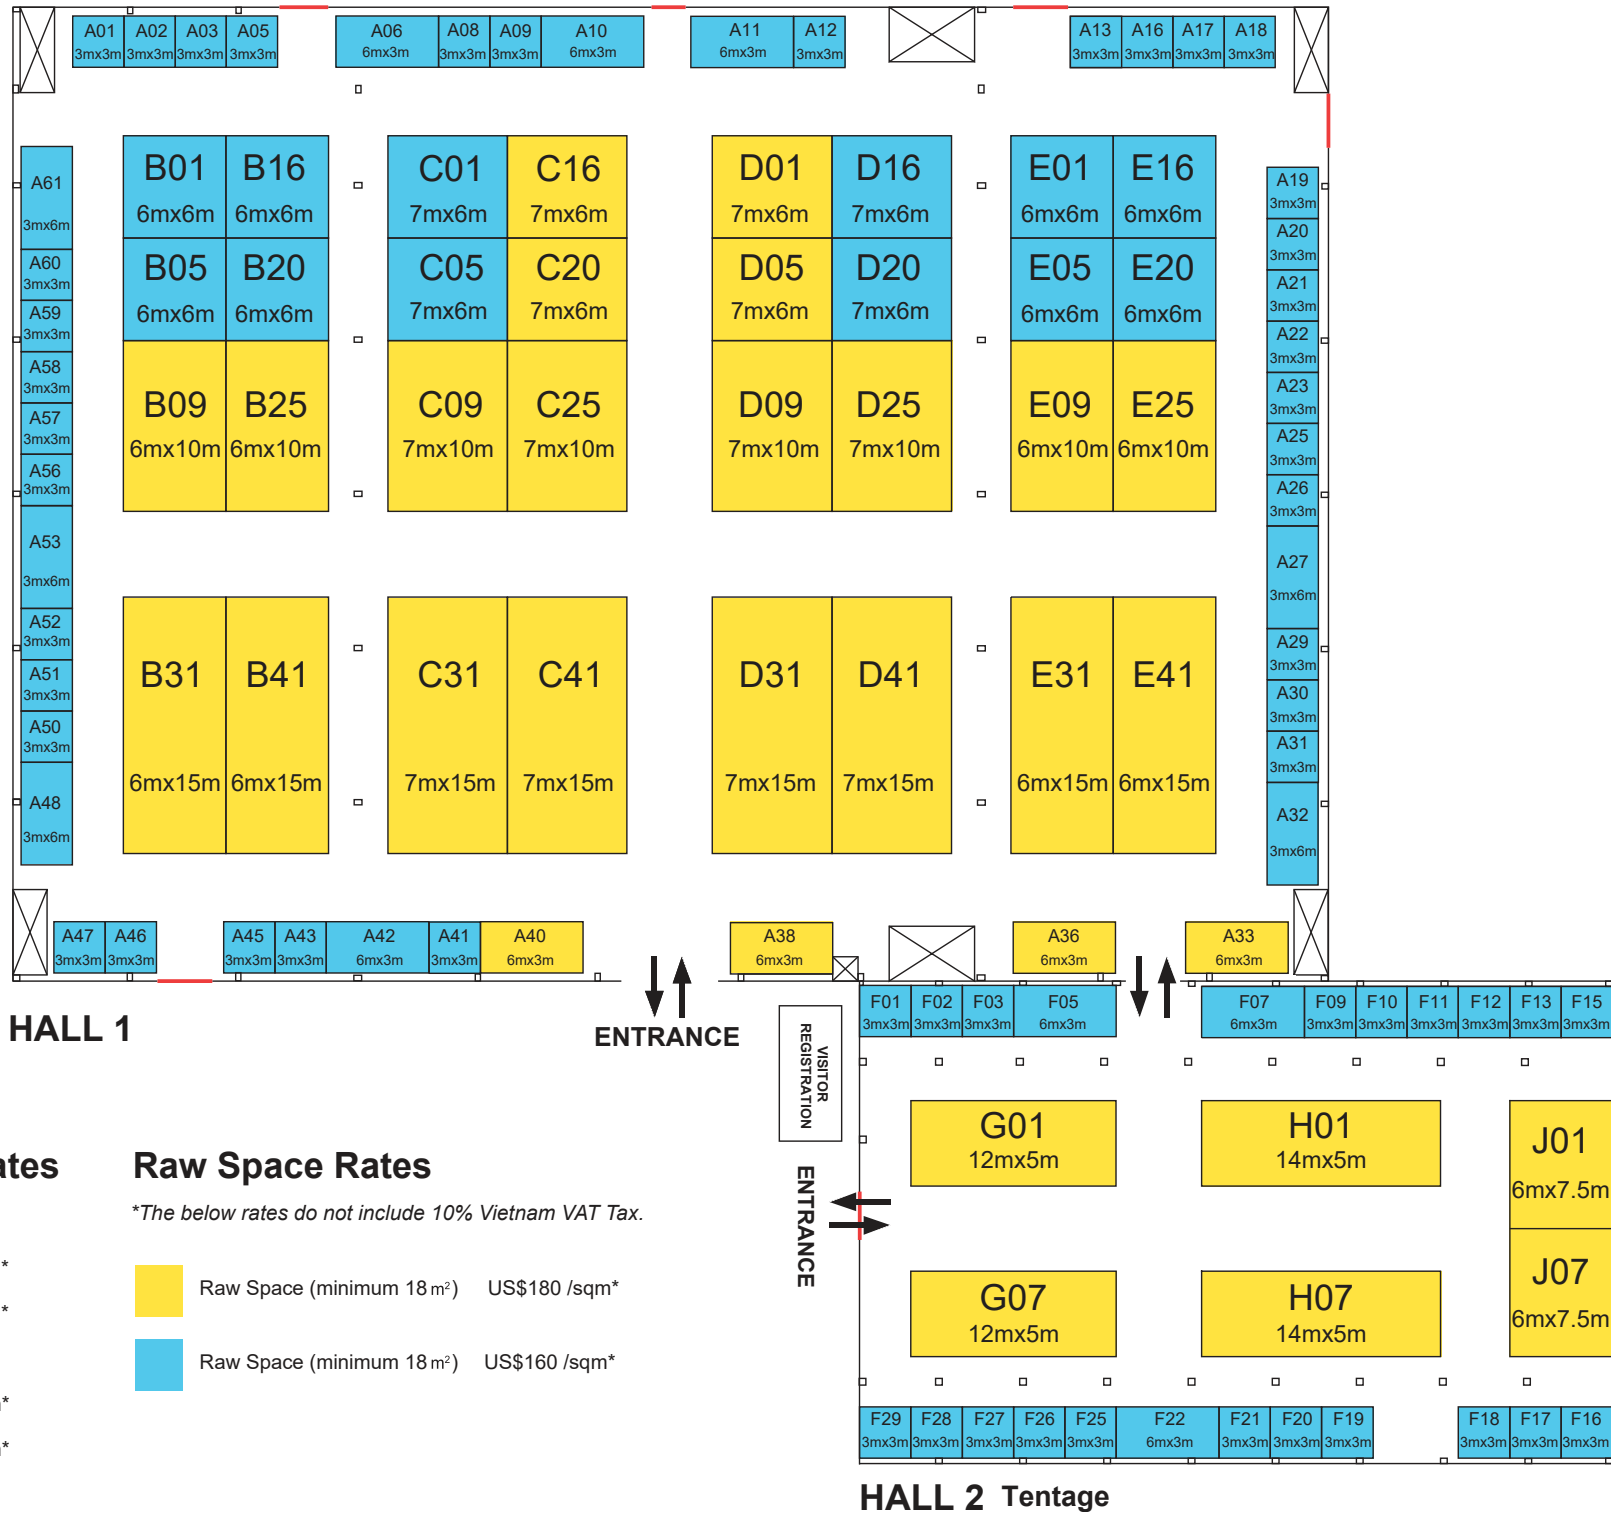 A01 A02 A03 A05 A06 A08 A09 A10 A11 A12 A13 A16 A17 A18
3mx3m 3mx3m 3mx3m 3mx3m 6mx3m 3mx3m 3mx3m 6mx3m 6mx3m 3mx3m 3mx3m 3mx3m 3mx3m 3mx3m
A61
3mx6m
A60
3mx3m
A59
3mx3m
A58
3mx3m
A57
3mx3m
A56
3mx3m
A53
3mx6m
A52
3mx3m
A51
3mx3m
A50
3mx3m
A48
3mx6m
B01 B16
6mx6m 6mx6m
B05 B20
6mx6m 6mx6m
B09 B25
6mx10m 6mx10m
B31 B41
6mx15m 6mx15m
C01 C16
7mx6m 7mx6m
C05 C20
7mx6m 7mx6m
C09 C25
7mx10m 7mx10m
C31 C41
7mx15m 7mx15m
D01 D16
7mx6m 7mx6m
D05 D20
7mx6m 7mx6m
D09 D25
7mx10m 7mx10m
D31 D41
7mx15m 7mx15m
E01 E16
6mx6m 6mx6m
E05 E20
6mx6m 6mx6m
E09 E25
6mx10m 6mx10m
E31 E41
6mx15m 6mx15m
A19
3mx3m
A20
3mx3m
A21
3mx3m
A22
3mx3m
A23
3mx3m
A25
3mx3m
A26
3mx3m
A27
3mx6m
A29
3mx3m
A30
3mx3m
A31
3mx3m
A32
3mx6m
A47 A46 A45 A43 A42 A41 A40 A38 A36 A33
3mx3m 3mx3m 3mx3m 3mx3m 6mx3m 3mx3m 6mx3m 6mx3m 6mx3m 6mx3m
HALL 1
ENTRANCE
VISITOR
REGISTRATION
ENTRANCE
F01 F02 F03 F05 F07 F09 F10 F11 F12 F13 F15
3mx3m 3mx3m 3mx3m 6mx3m 6mx3m 3mx3m 3mx3m 3mx3m 3mx3m 3mx3m 3mx3m
G01
12mx5m
H01
14mx5m
J01
6mx7.5m
G07
12mx5m
H07
14mx5m
J07
6mx7.5m
F29 F28 F27 F26 F25 F22 F21 F20 F19 F18 F17 F16
3mx3m 3mx3m 3mx3m 3mx3m 3mx3m 6mx3m 3mx3m 3mx3m 3mx3m 3mx3m 3mx3m 3mx3m
HALL 2 Tentage
Raw Space Rates
*The below rates do not include 10% Vietnam VAT Tax.
Raw Space (minimum 18 m²) US$180 /sqm*
Raw Space (minimum 18 m²) US$160 /sqm*